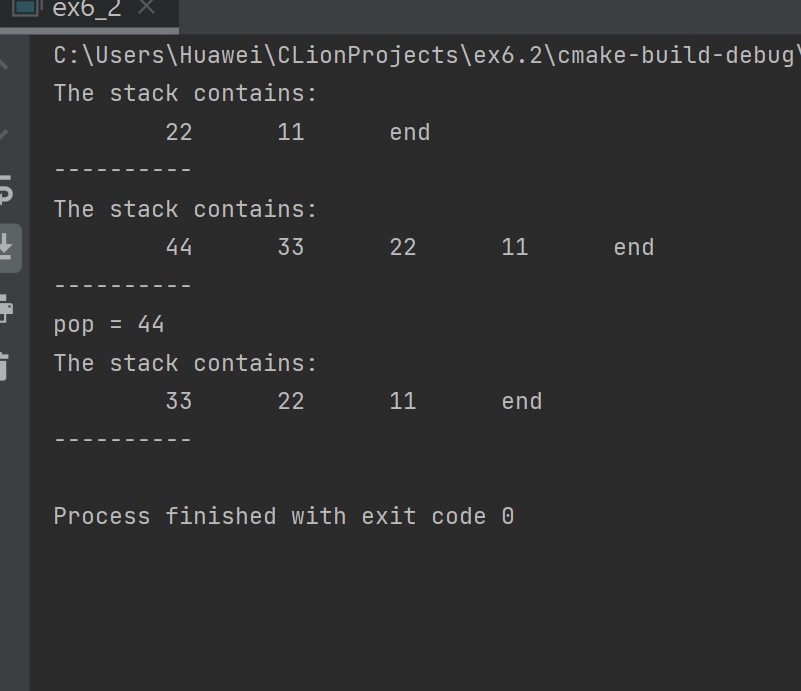 ex6_2
C:\Users\Huawei\CLionProjects\ex6.2\cmake-build-debug\
The stack contains:
22 11 end
----------
The stack contains:
44 33 22 11 end
----------
pop = 44
The stack contains:
33 22 11 end
----------
Process finished with exit code 0